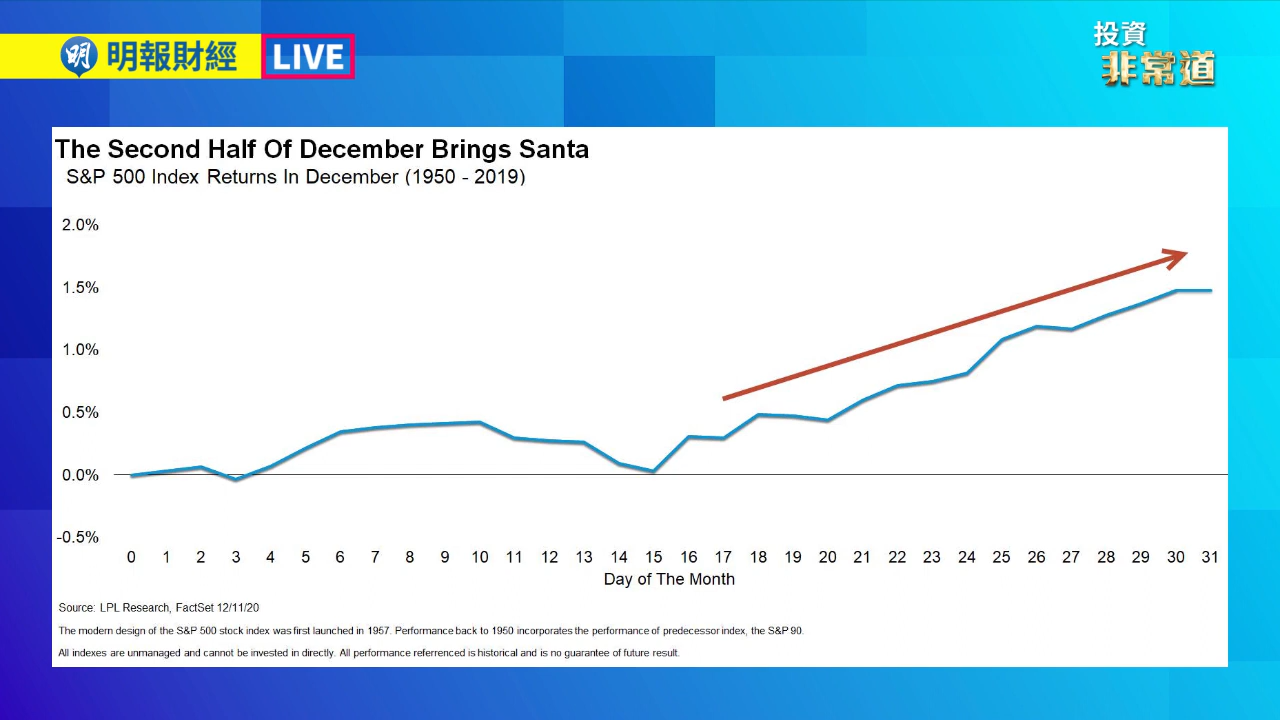 明 明報財經 LIVE
投資
非常道
The Second Half Of December Brings Santa
S&P 500 Index Returns In December (1950 - 2019)
2.0%
1.5%
1.0%
0.5%
0.0%
-0.5%
0 1 2 3 4 5 6 7 8 9 10 11 12 13 14 15 16 17 18 19 20 21 22 23 24 25 26 27 28 29 30 31
Day of The Month
Source: LPL Research, FactSet 12/11/20
The modern design of the S&P 500 stock index was first launched in 1957. Performance back to 1950 incorporates the performance of predecessor index, the S&P 90.
All indexes are unmanaged and cannot be invested in directly. All performance referrenced is historical and is no guarantee of future result.